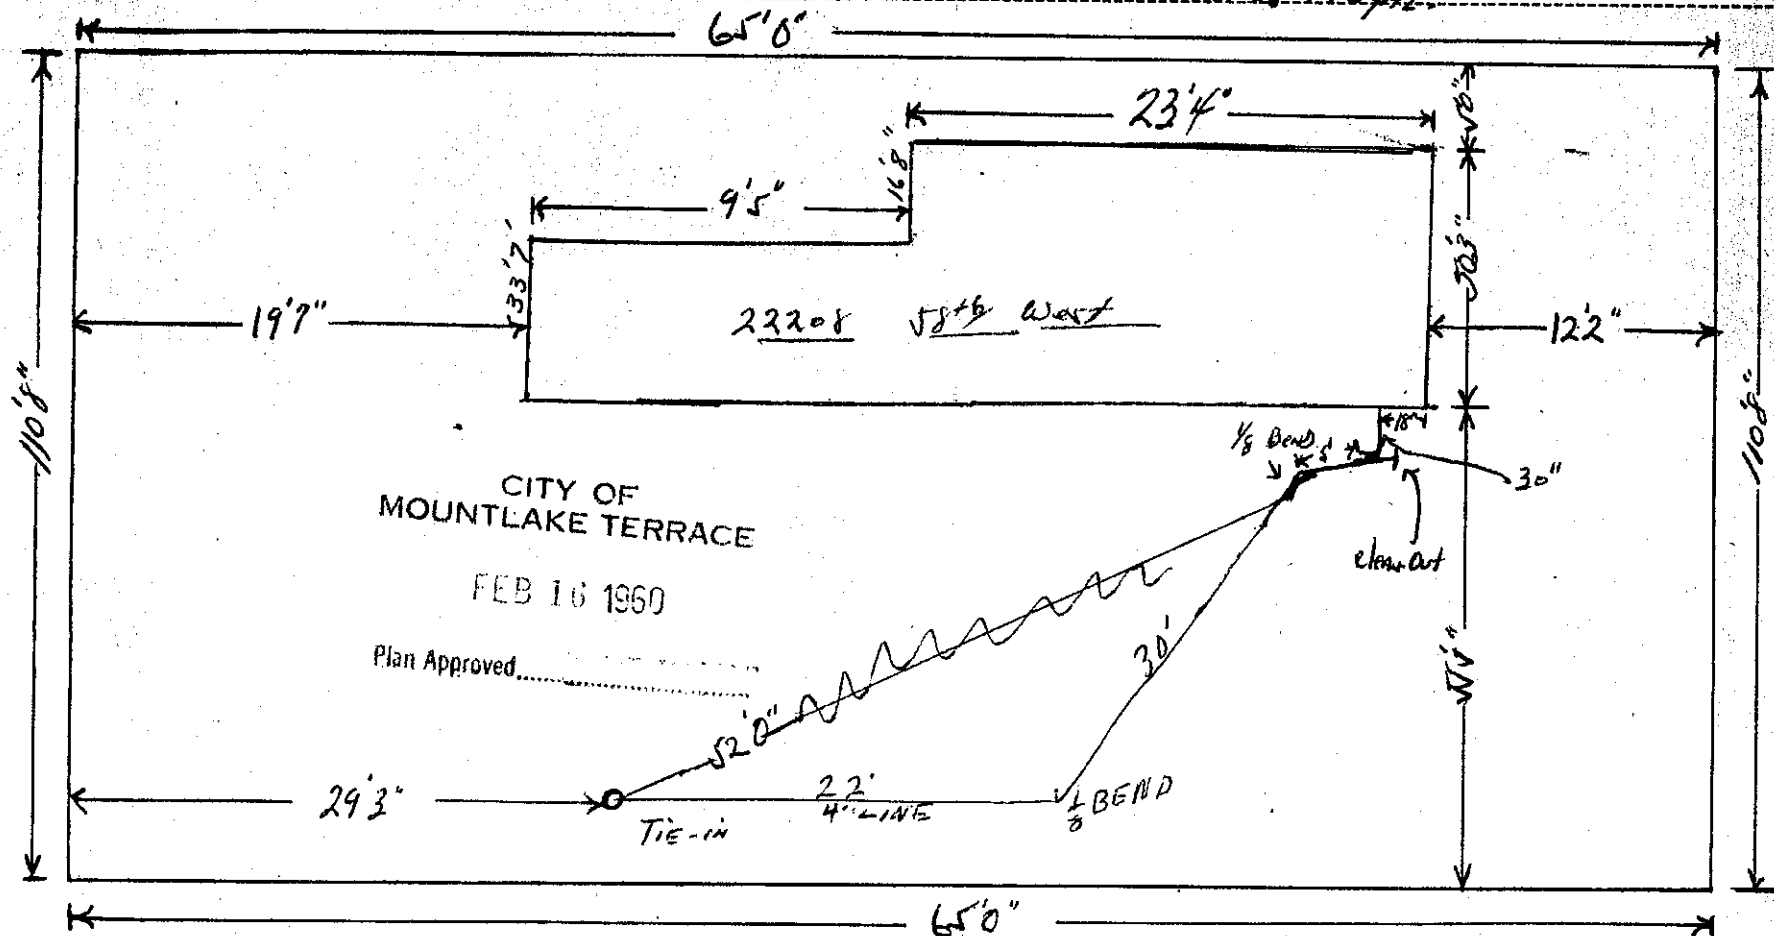 65'0"
23'4"
16'8"
9'5"
33'7'
50'3"
19'7"
22208 58th West
12'2"
110'8"
110'8"
18"
1/8 Bend 5'
30"
clean out
CITY OF
MOUNTLAKE TERRACE
FEB 16 1960
Plan Approved
30'
52'0"
29'3"
22'
4" LINE
1/8 BEND
TIE-IN
65'0"